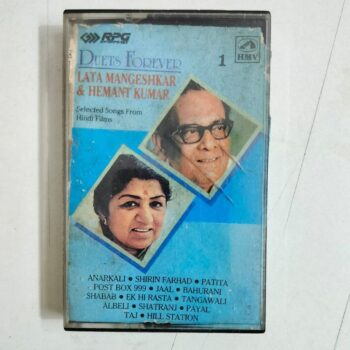 RPG
DUETS FOREVER
1
HMV
LATA MANGESHKAR
& HEMANT KUMAR
Selected Songs From
Hindi Films
ANARKALI • SHIRIN FARHAD • PATITA
POST BOX 999 • JAAL • BAHURANI
SHABAB • EK HI RASTA • TANGAWALI
ALBELI • SHATRANJ • PAYAL
TAJ • HILL STATION